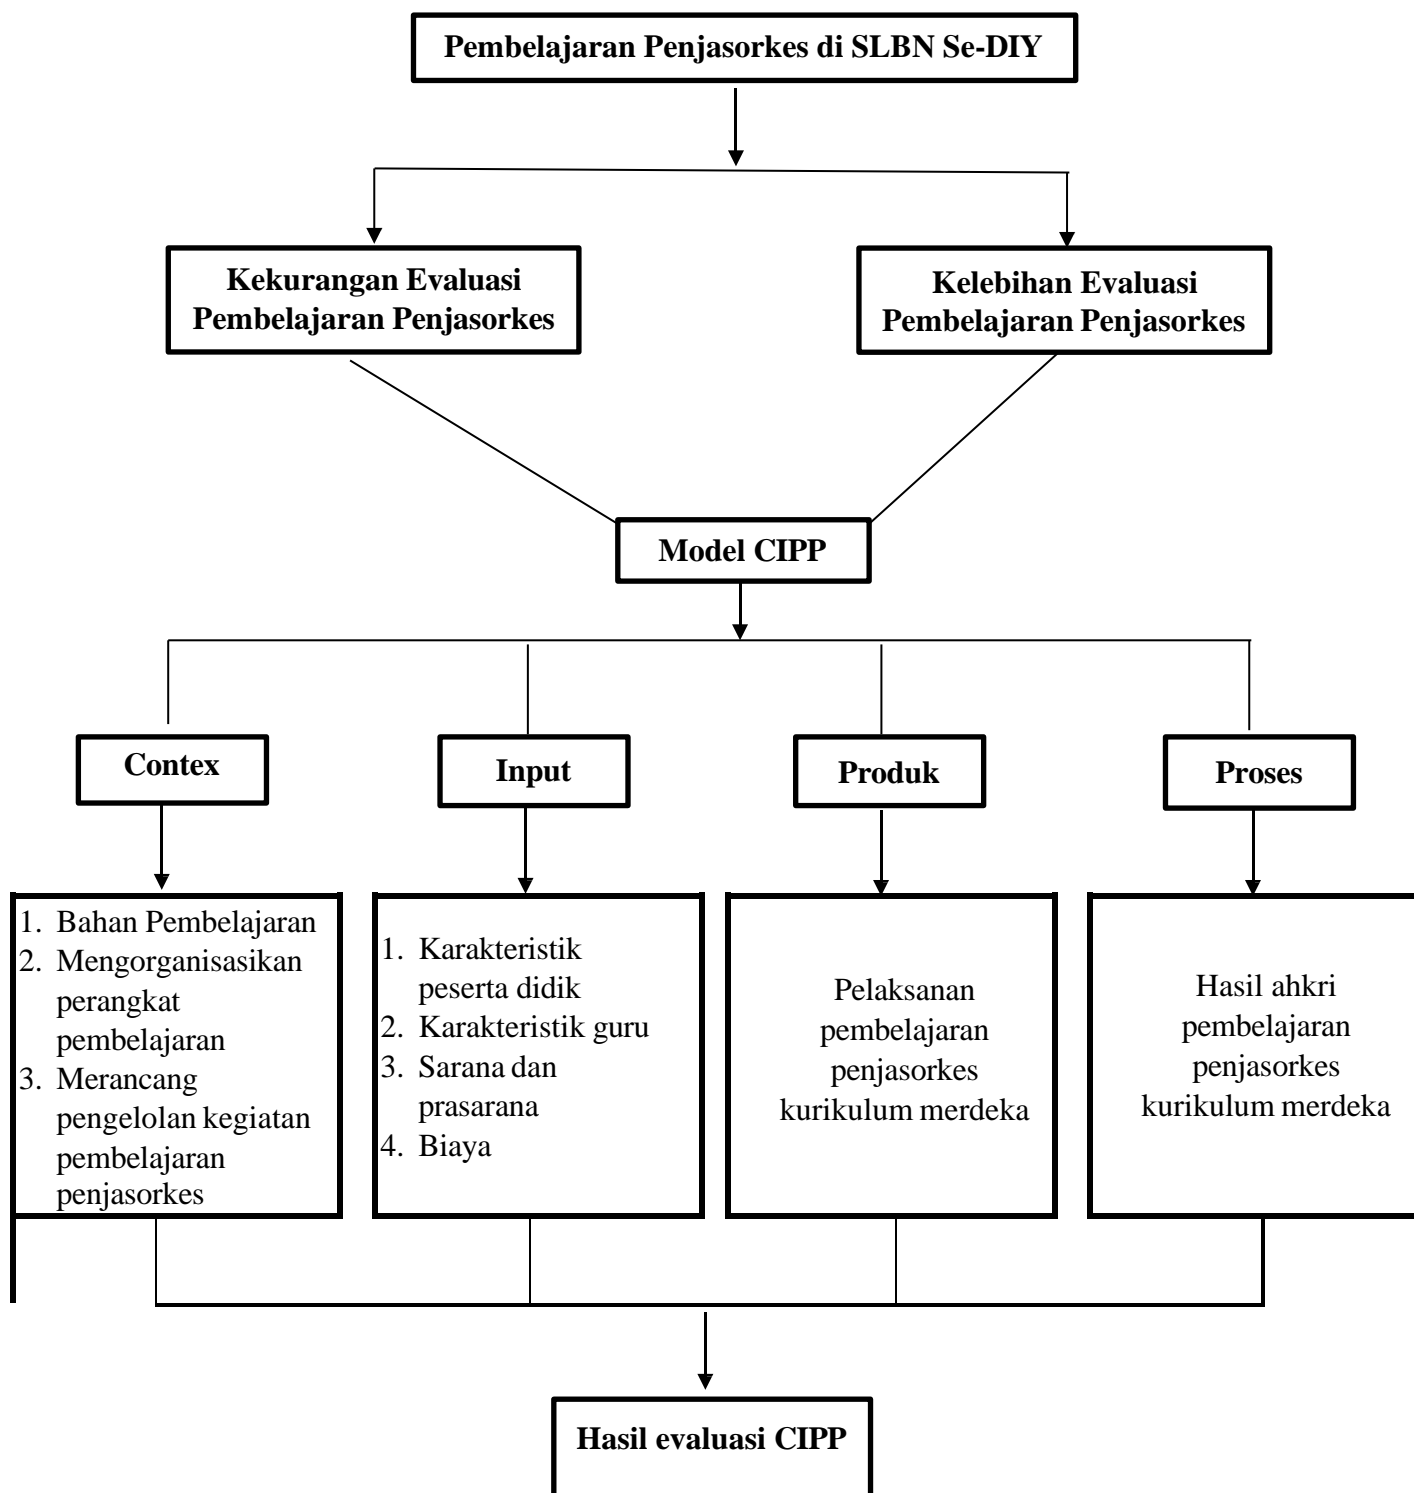 Pembelajaran Penjasorkes di SLBN Se-DIY
Kekurangan Evaluasi
Pembelajaran Penjasorkes
Kelebihan Evaluasi
Pembelajaran Penjasorkes
Model CIPP
Contex
Input
Produk
Proses
1. Bahan Pembelajaran
2. Mengorganisasikan
perangkat
pembelajaran
3. Merancang
pengelolan kegiatan
pembelajaran
penjasorkes
1. Karakteristik
peserta didik
2. Karakteristik guru
3. Sarana dan
prasarana
4. Biaya
Pelaksanan
pembelajaran
penjasorkes
kurikulum merdeka
Hasil ahkri
pembelajaran
penjasorkes
kurikulum merdeka
Hasil evaluasi CIPP